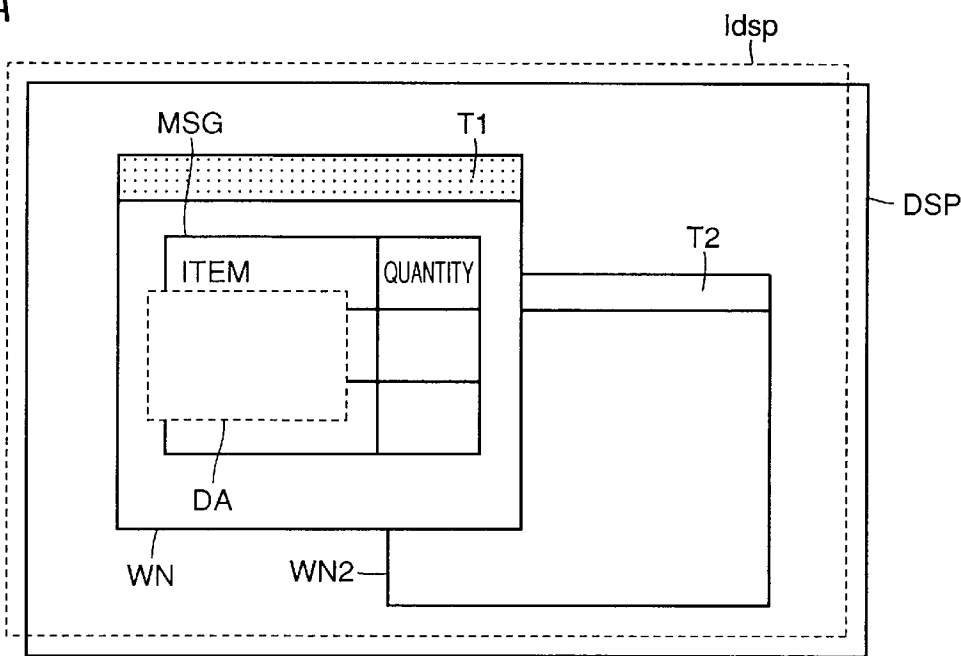 A
Idsp
MSG
T1
DSP
T2
ITEM
QUANTITY
DA
WN
WN2